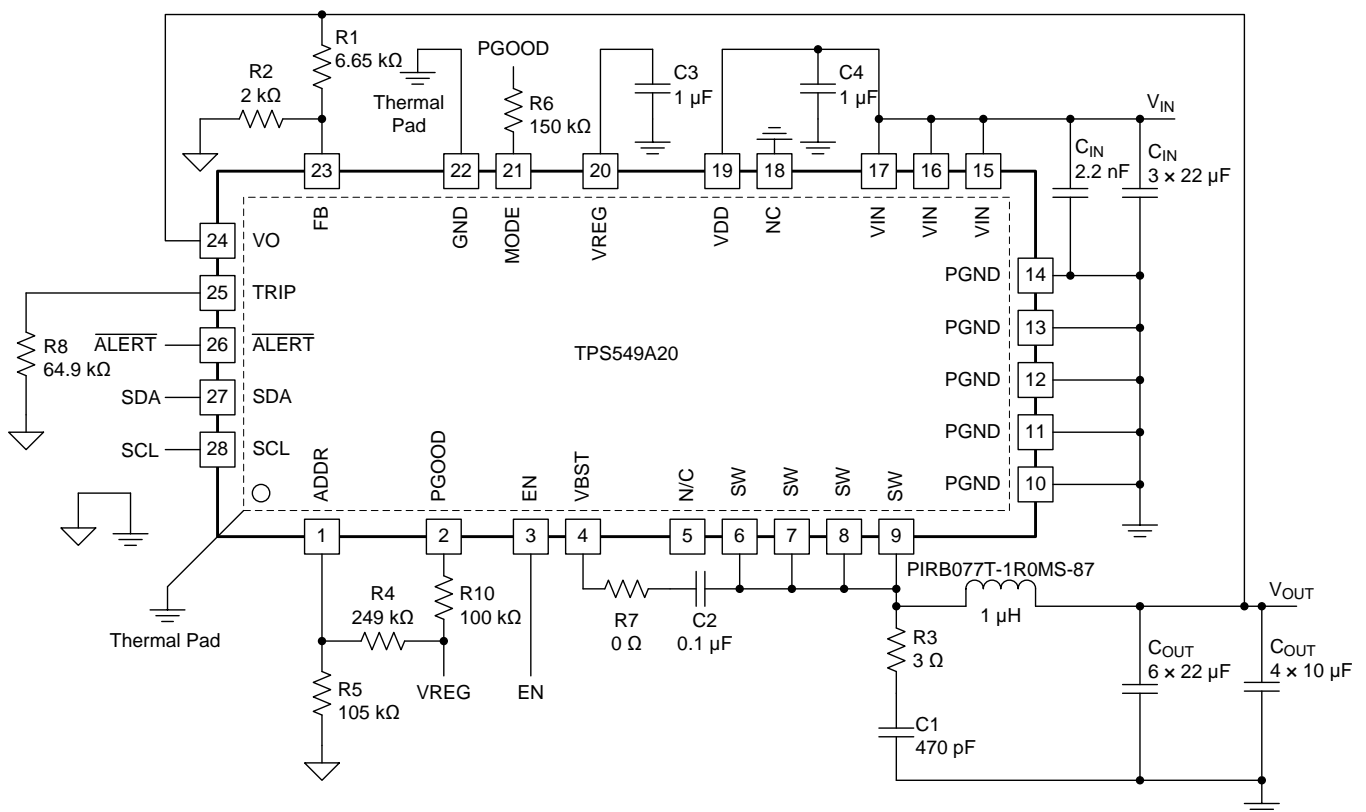 R1
6.65 kΩ
R2
2 kΩ
Thermal
Pad
PGOOD
R6
150 kΩ
C3
1 µF
C4
1 µF
VIN
CIN
2.2 nF
CIN
3 × 22 µF
23
22
21
20
19
18
17
16
15
FB
GND
MODE
VREG
VDD
NC
VIN
VIN
VIN
24
VO
25
TRIP
ALERT
26
ALERT
SDA
27
SDA
SCL
28
SCL
R8
64.9 kΩ
TPS549A20
PGND
14
PGND
13
PGND
12
PGND
11
PGND
10
ADDR
PGOOD
EN
VBST
N/C
SW
SW
SW
SW
1
2
3
4
5
6
7
8
9
Thermal Pad
R4
249 kΩ
R10
100 kΩ
R5
105 kΩ
VREG
EN
R7
0 Ω
C2
0.1 µF
PIRB077T-1R0MS-87
1 µH
R3
3 Ω
C1
470 pF
VOUT
COUT
6 × 22 µF
COUT
4 × 10 µF